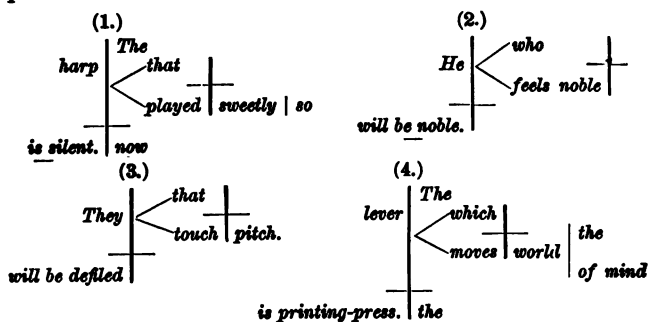 (1.)
The
harp
that
played sweetly | so
is silent. now
(2.)
who
He
feels noble
will be noble.
(3.)
that
They
touch pitch.
will be defiled
(4.)
The
lever
which
the
moves world
of mind
is printing-press. the